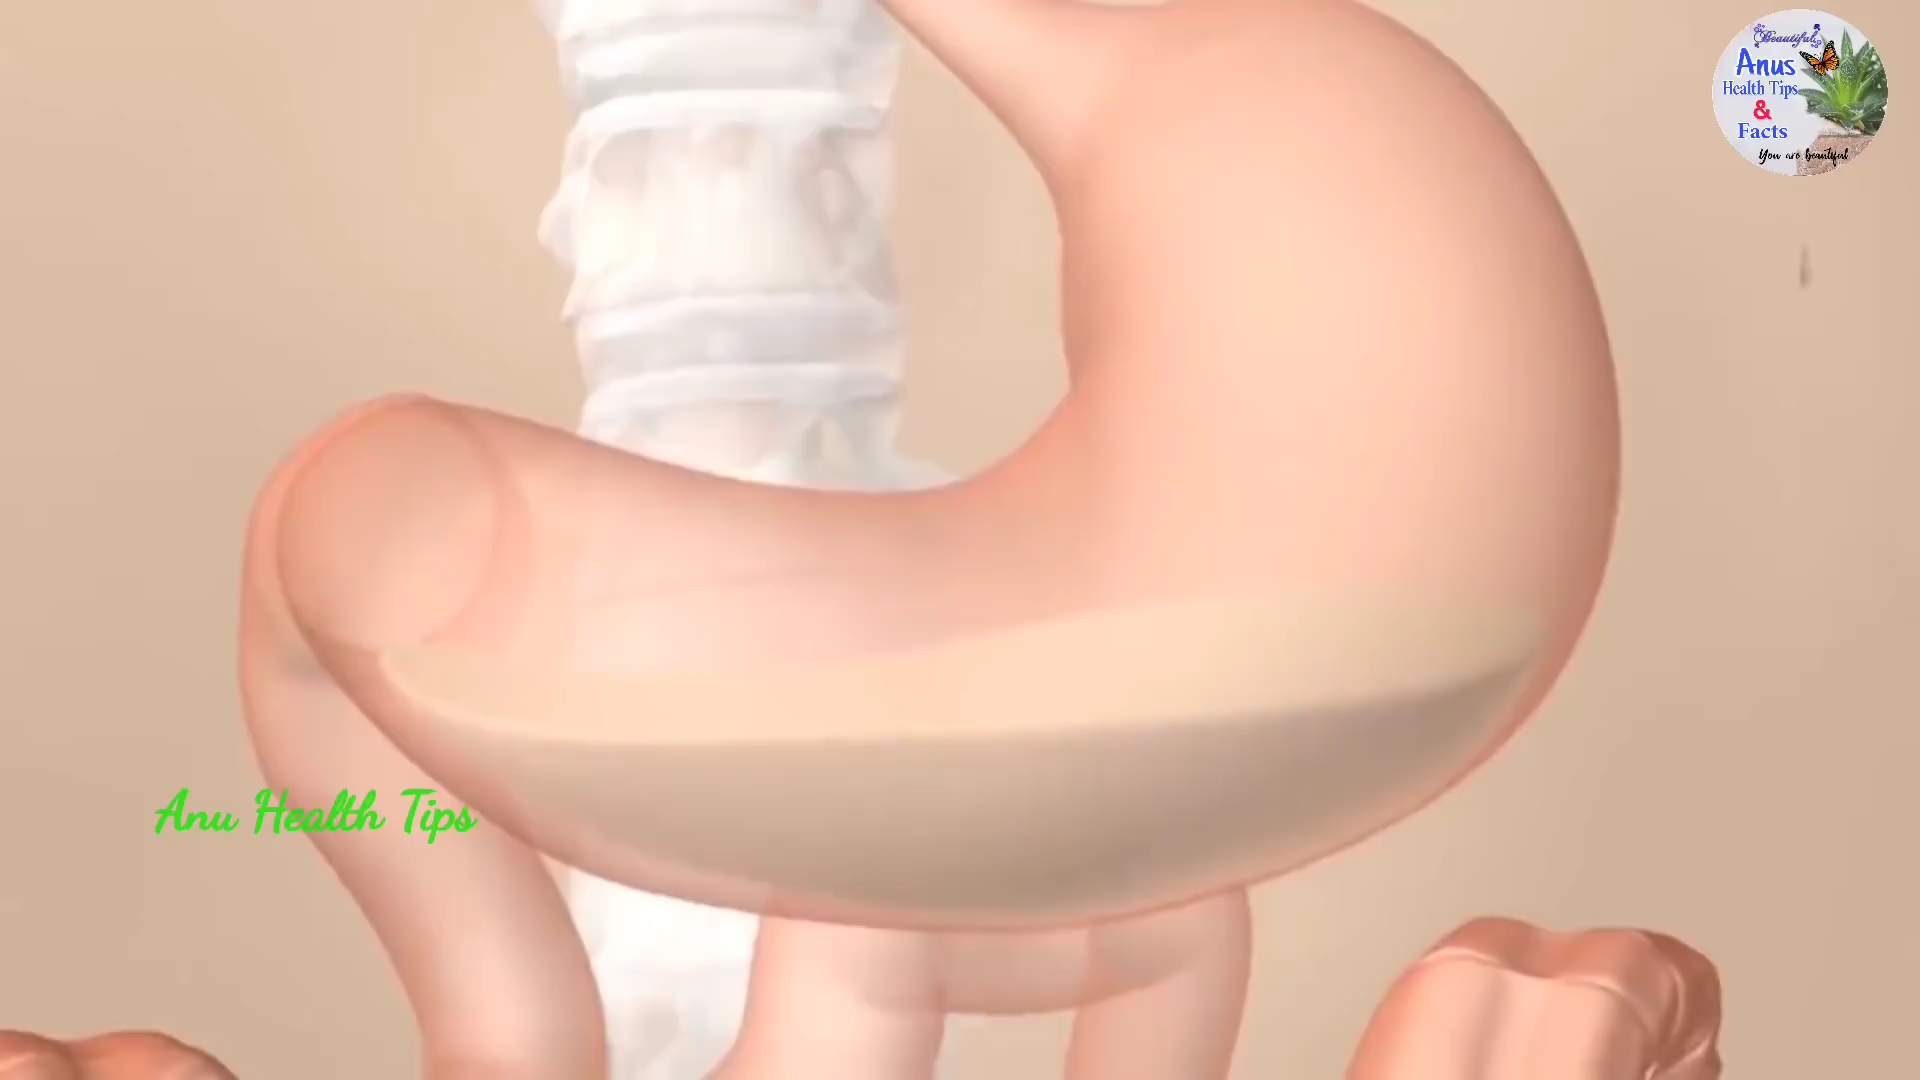 Beautiful
Anus
Health Tips
&
Facts
You are beautiful
Anu Health Tips